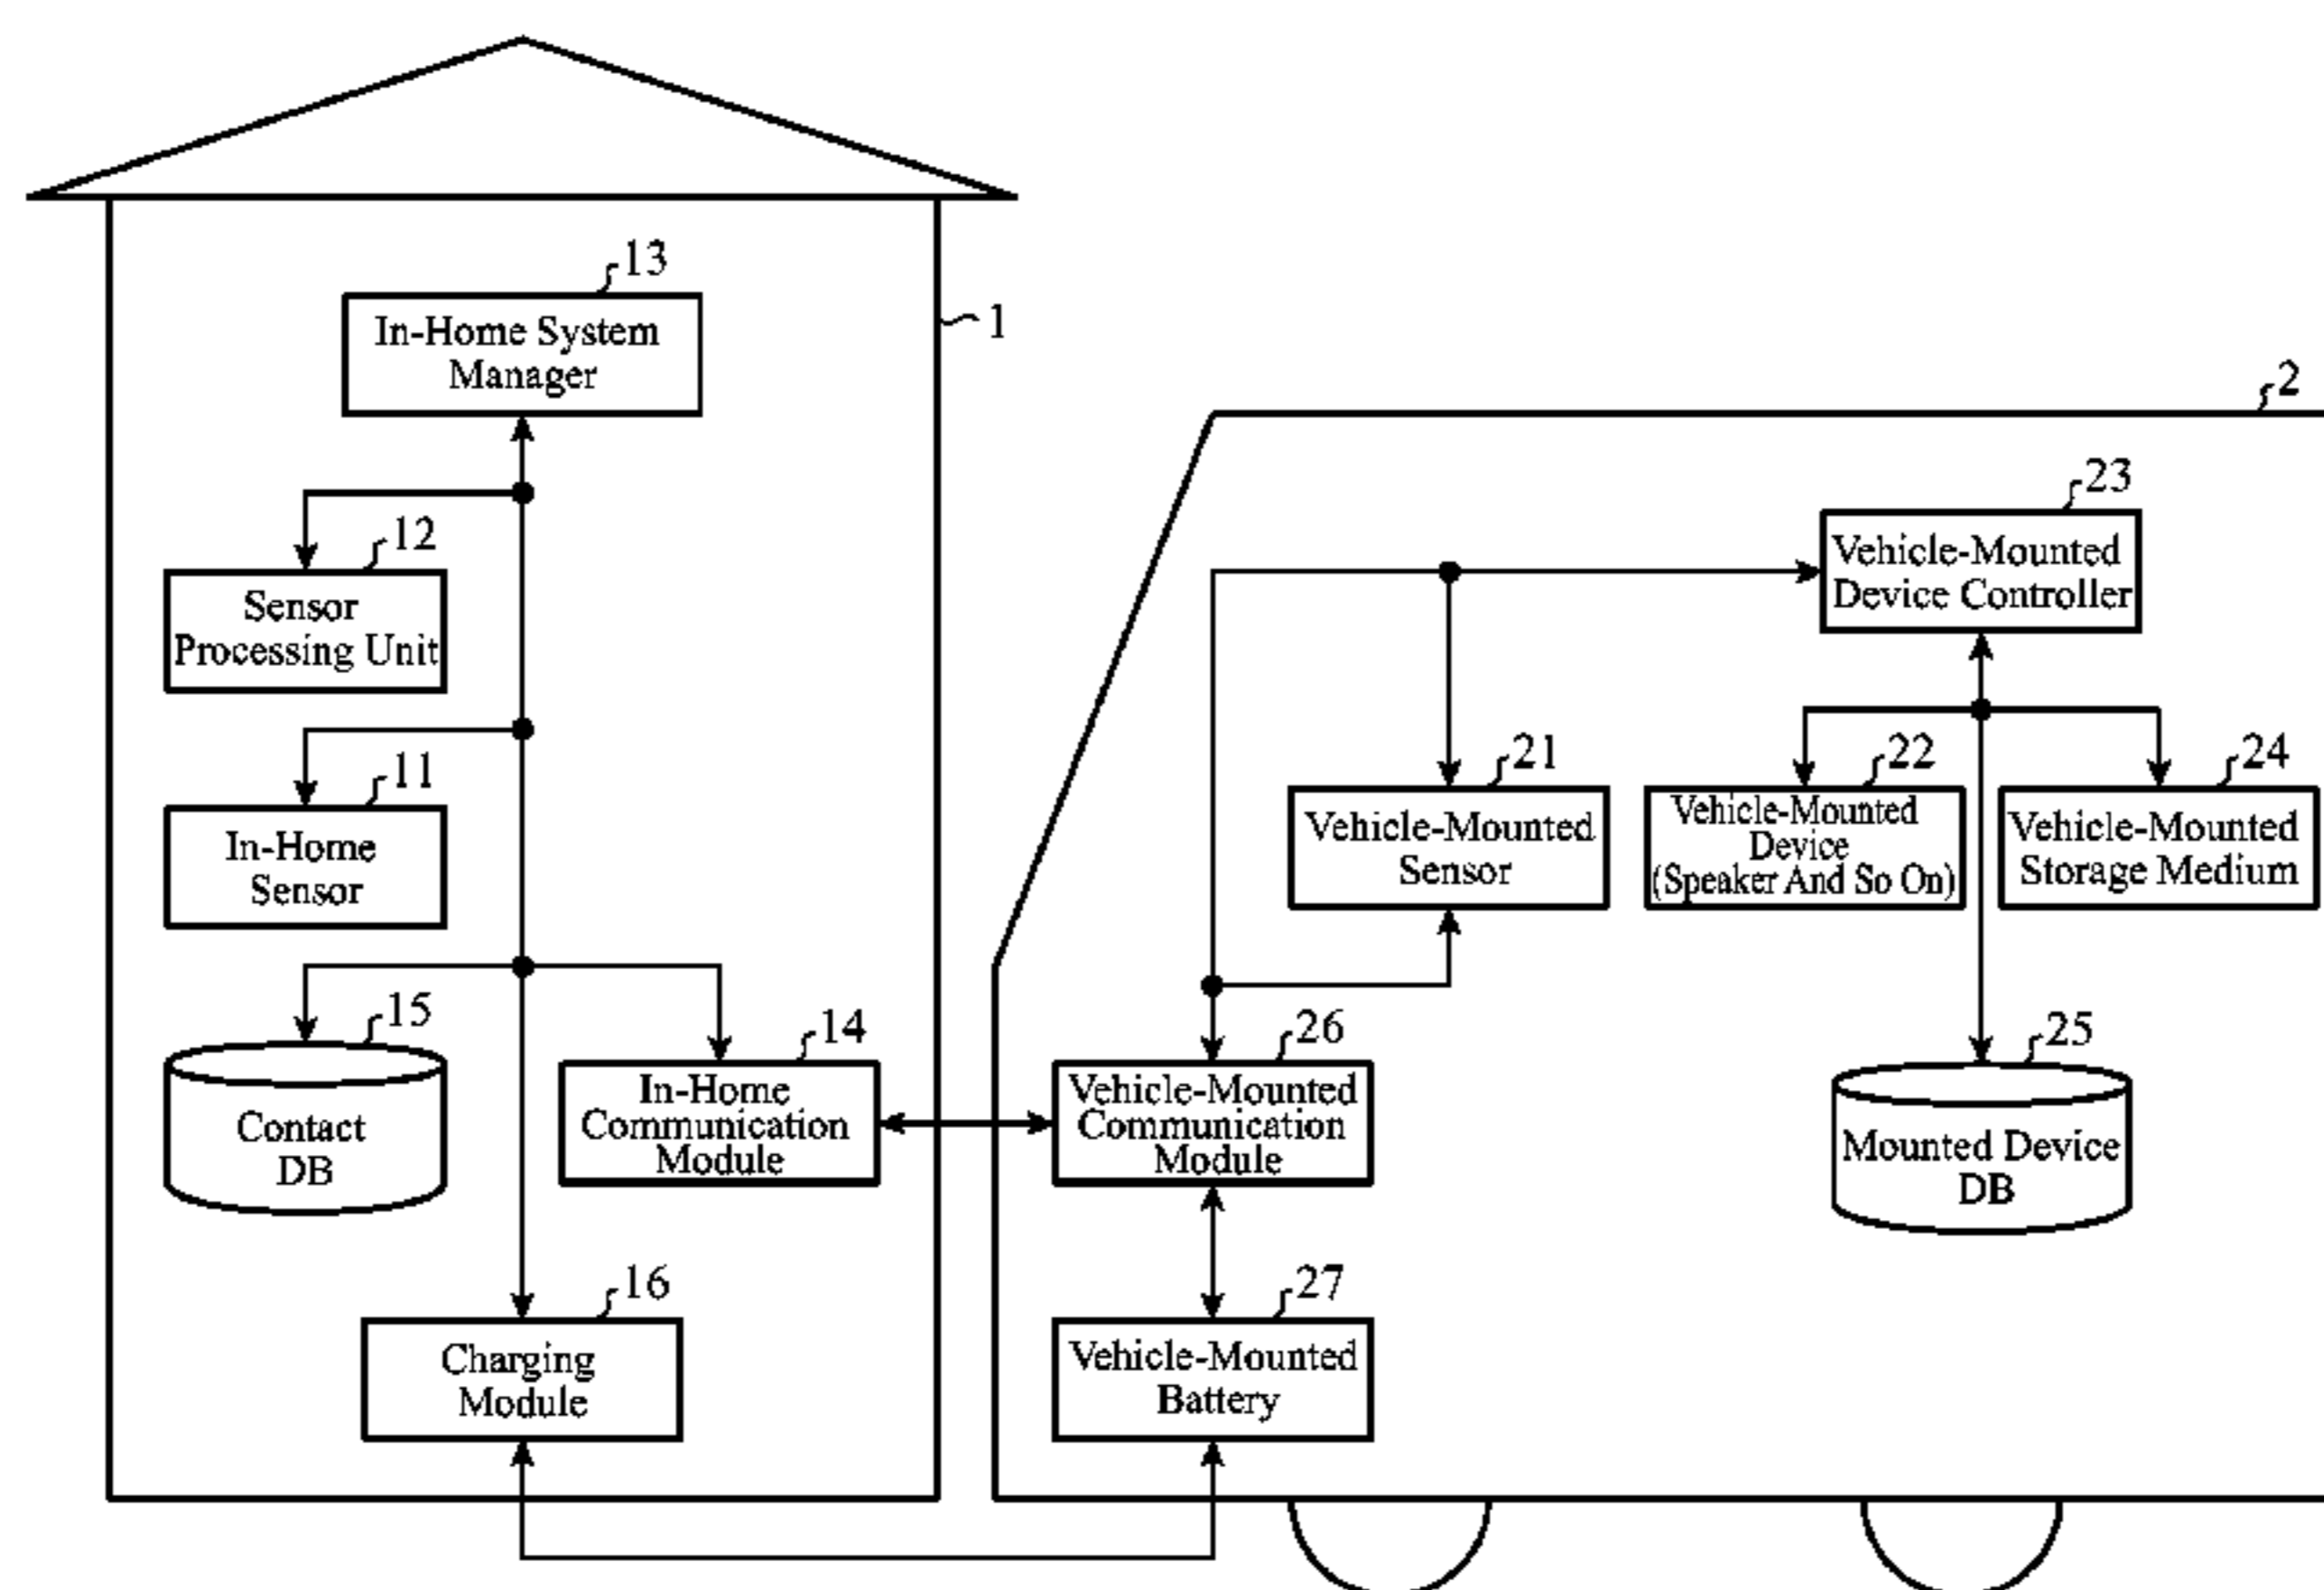 13
In-Home System
Manager
1
12
Sensor
Processing Unit
11
In-Home
Sensor
15
Contact
DB
14
In-Home
Communication
Module
16
Charging
Module
2
23
Vehicle-Mounted
Device Controller
21
Vehicle-Mounted
Sensor
22
Vehicle-Mounted
Device
(Speaker And So On)
24
Vehicle-Mounted
Storage Medium
26
Vehicle-Mounted
Communication
Module
25
Mounted Device
DB
27
Vehicle-Mounted
Battery